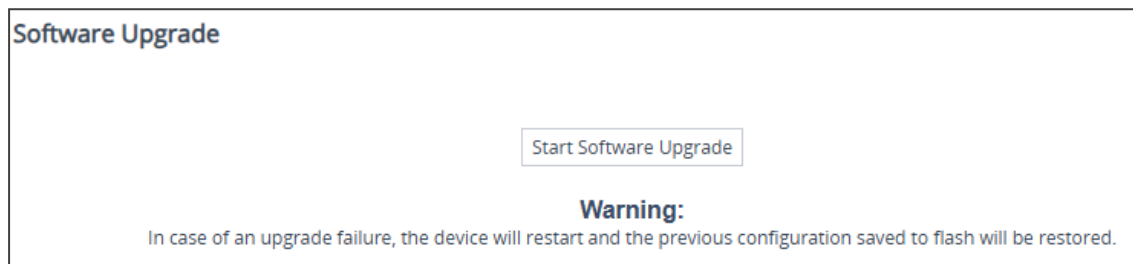 Software Upgrade
Start Software Upgrade
Warning:
In case of an upgrade failure, the device will restart and the previous configuration saved to flash will be restored.